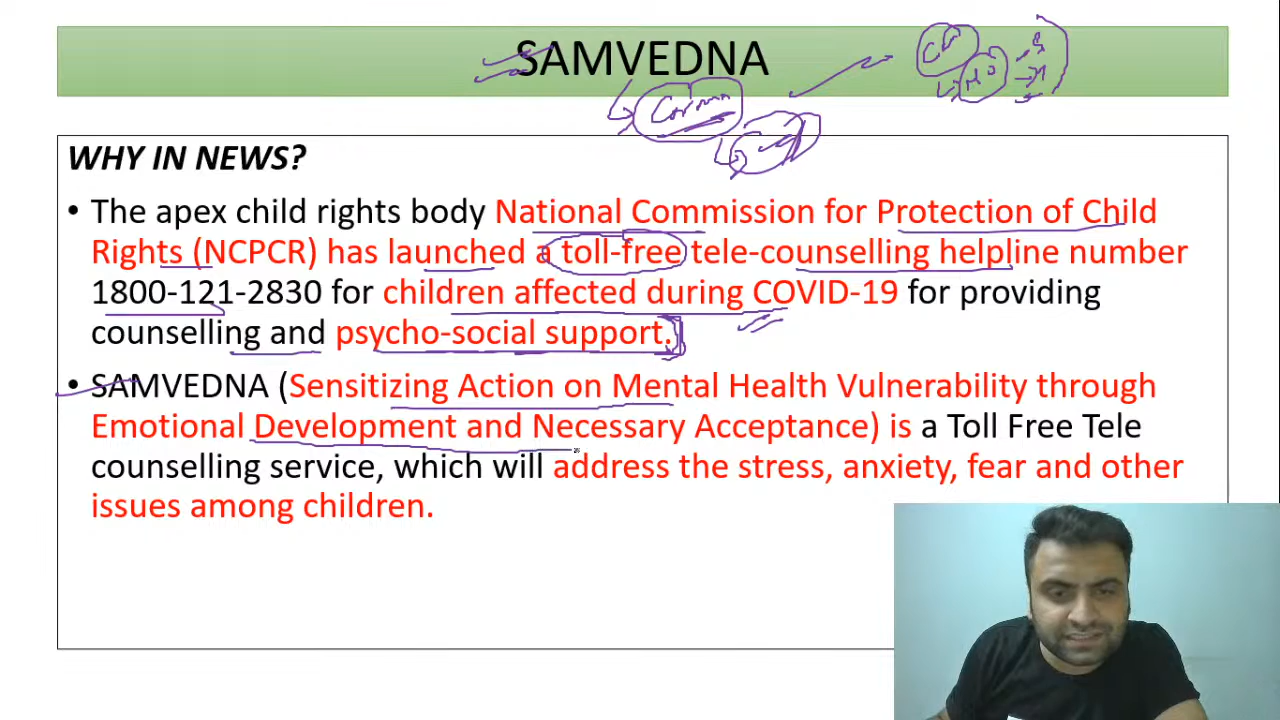 SAMVEDNA
WHY IN NEWS?
• The apex child rights body National Commission for Protection of Child
Rights (NCPCR) has launched a toll-free tele-counselling helpline number
1800-121-2830 for children affected during COVID-19 for providing
counselling and psycho-social support.
• SAMVEDNA (Sensitizing Action on Mental Health Vulnerability through
Emotional Development and Necessary Acceptance) is a Toll Free Tele
counselling service, which will address the stress, anxiety, fear and other
issues among children.